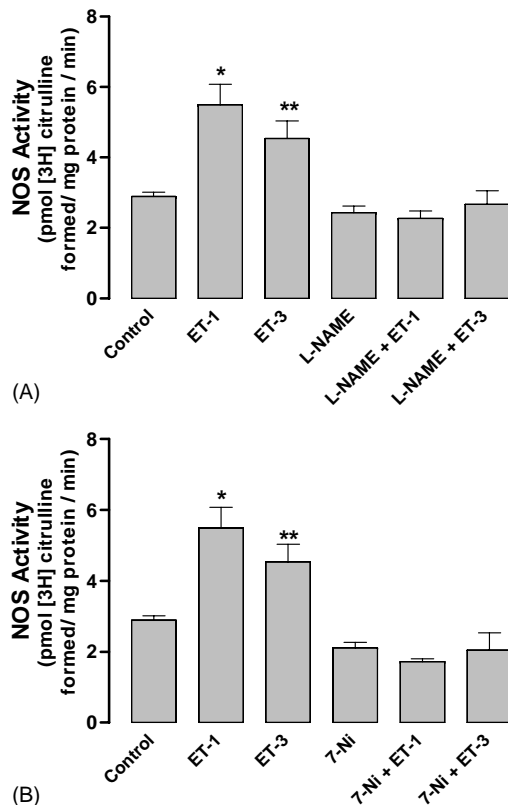 8
6
4
2
0
NOS Activity
(pmol [3H] citrulline
formed/ mg protein / min)
*
**
Control
ET-1
ET-3
L-NAME
L-NAME + ET-1
L-NAME + ET-3
(A)
8
6
4
2
0
NOS Activity
(pmol [3H] citrulline
formed/ mg protein / min)
*
**
Control
ET-1
ET-3
7-Ni
7-Ni + ET-1
7-Ni + ET-3
(B)